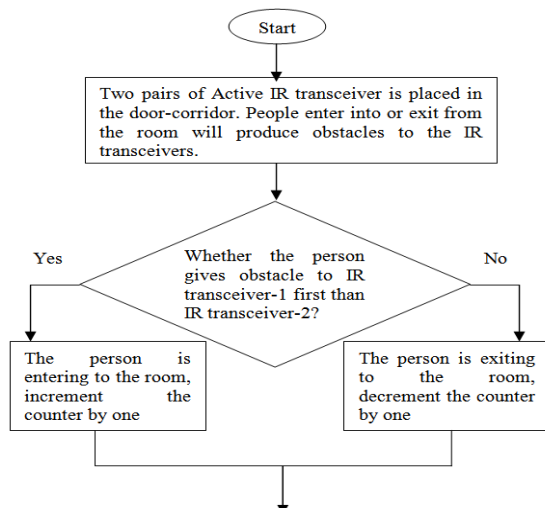 Start
Two pairs of Active IR transceiver is placed in
the door-corridor. People enter into or exit from
the room will produce obstacles to the IR
transceivers.
Whether the person
gives obstacle to IR
transceiver-1 first than
IR transceiver-2?
Yes
No
The person is
entering to the room,
increment the
counter by one
The person is exiting
to the room,
decrement the counter
by one